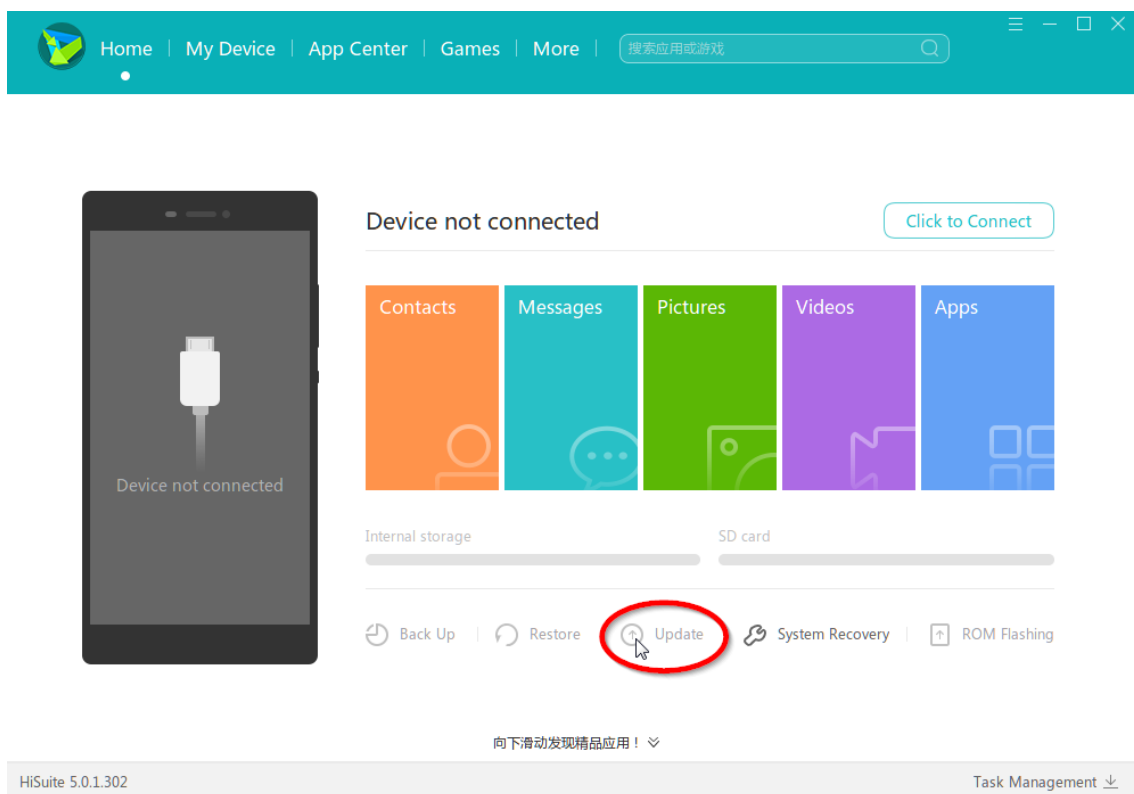 Home My Device App Center Games More 搜索应用或游戏
Device not connected
Click to Connect
Contacts Messages Pictures Videos Apps
Device not connected
Internal storage SD card
Back Up Restore Update System Recovery ROM Flashing
向下滑动发现精品应用！
HiSuite 5.0.1.302 Task Management